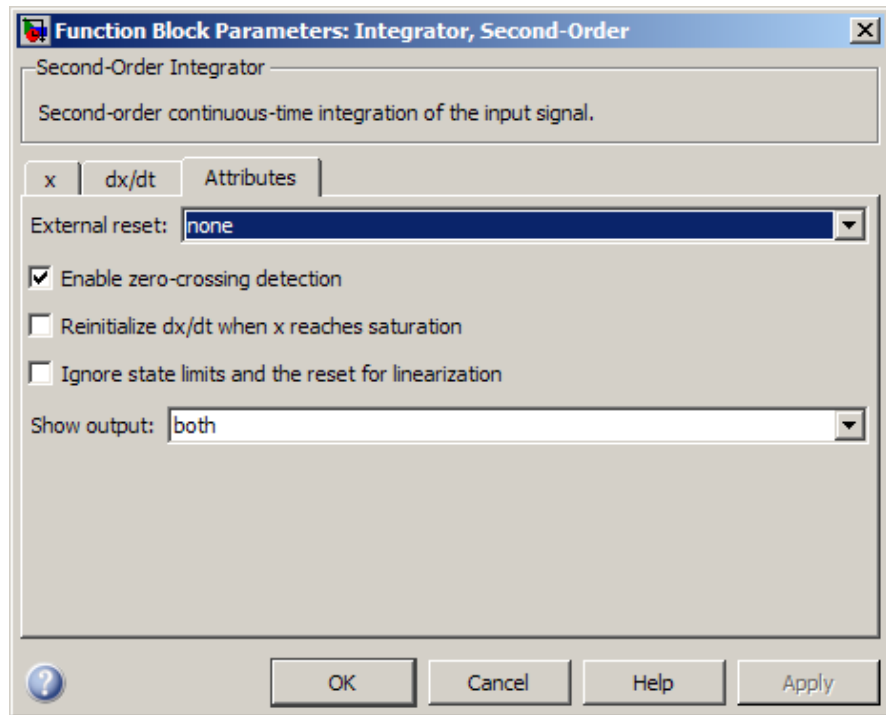 Function Block Parameters: Integrator, Second-Order
Second-Order Integrator
Second-order continuous-time integration of the input signal.
x dx/dt Attributes
External reset: none
Enable zero-crossing detection
Reinitialize dx/dt when x reaches saturation
Ignore state limits and the reset for linearization
Show output: both
? OK Cancel Help Apply